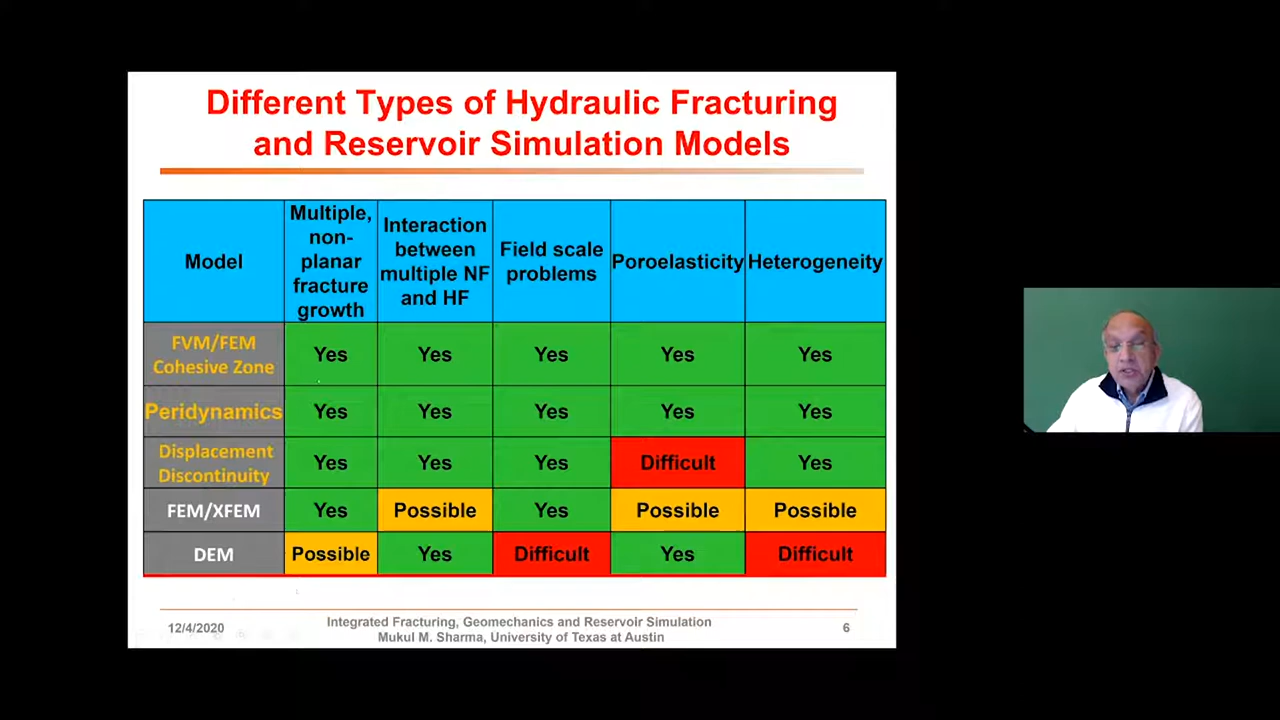 Different Types of Hydraulic Fracturing
and Reservoir Simulation Models
Model
Multiple,
non-
planar
fracture
growth
Interaction
between
multiple NF
and HF
Field scale
problems
Poroelasticity
Heterogeneity
FVM/FEM
Cohesive Zone
Yes
Yes
Yes
Yes
Yes
Peridynamics
Yes
Yes
Yes
Yes
Yes
Displacement
Discontinuity
Yes
Yes
Yes
Difficult
Yes
FEM/XFEM
Yes
Possible
Yes
Possible
Possible
DEM
Possible
Yes
Difficult
Yes
Difficult
12/4/2020
Integrated Fracturing, Geomechanics and Reservoir Simulation
Mukul M. Sharma, University of Texas at Austin
6